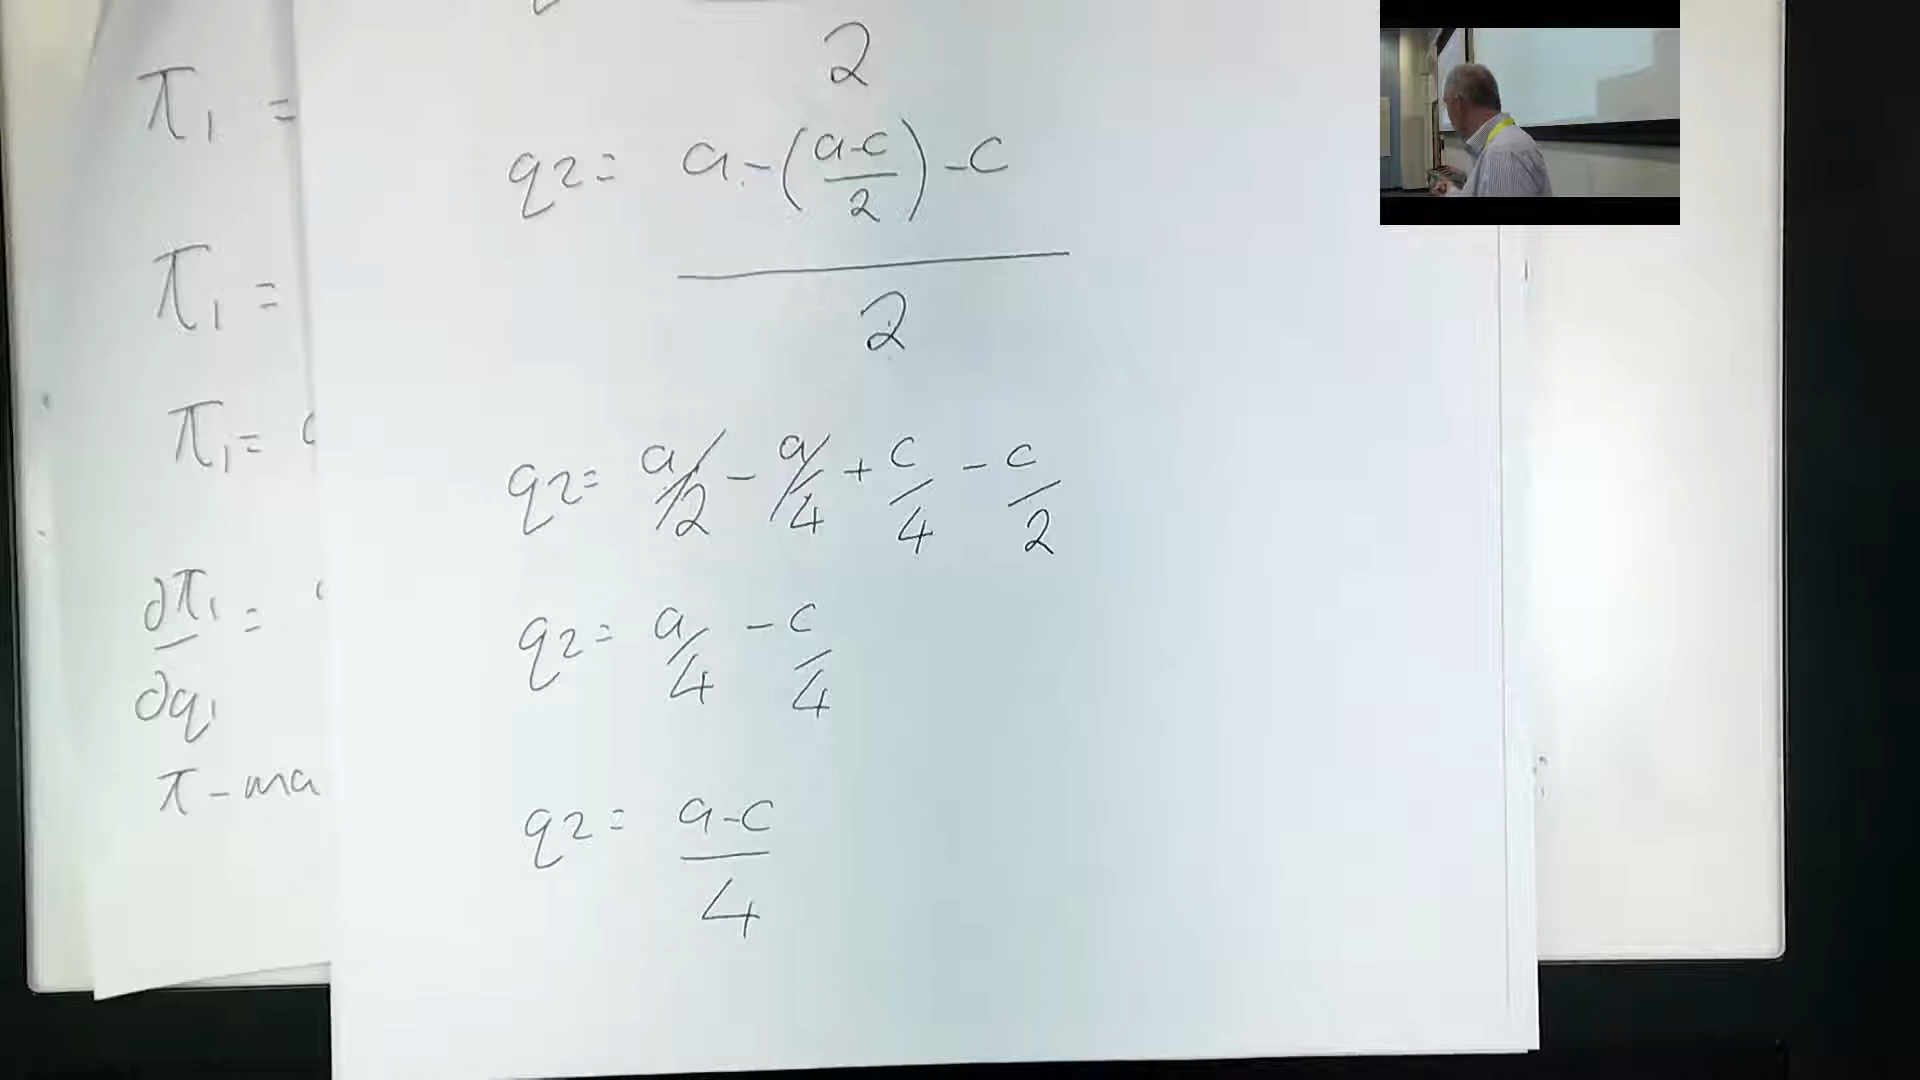 π1 =
π1 =
π1 =
∂π1 =
∂q1
π-ma
2
q2 = a - (a-c/2) - c
2
q2 = a/2 - a/4 + c/4 - c/2
q2 = a/4 - c/4
q2 = a-c
4